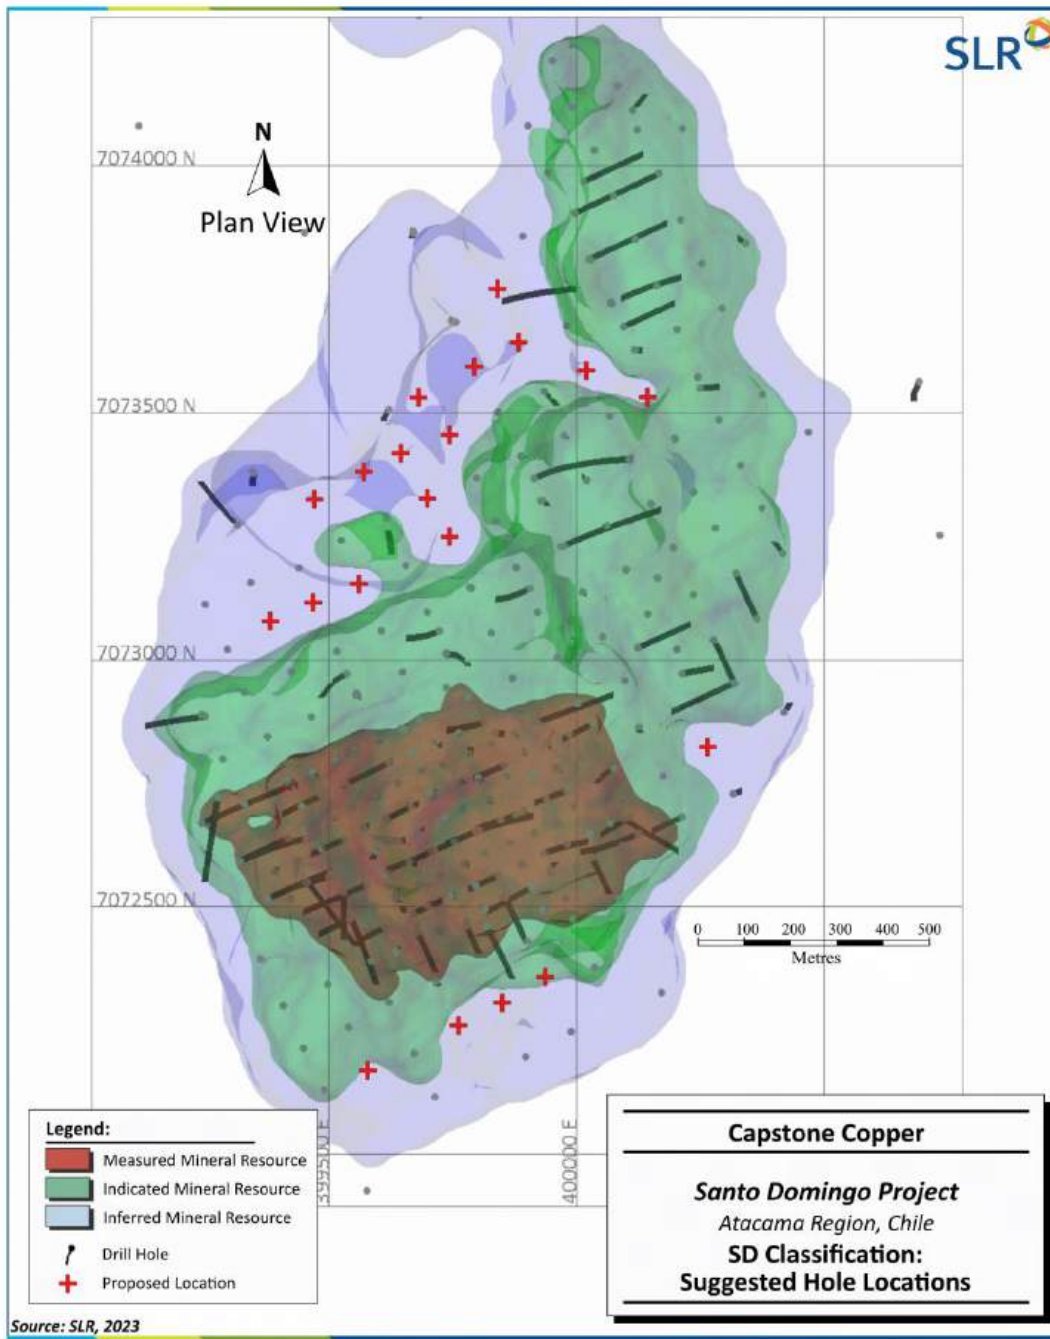 SLR
N
7074000 N
Plan View
7073500 N
7073000 N
7072500 N
0 100 200 300 400 500
Metres
399500 E
400000 E
Legend:
Measured Mineral Resource
Indicated Mineral Resource
Inferred Mineral Resource
Drill Hole
Proposed Location
Capstone Copper
Santo Domingo Project
Atacama Region, Chile
SD Classification:
Suggested Hole Locations
Source: SLR, 2023